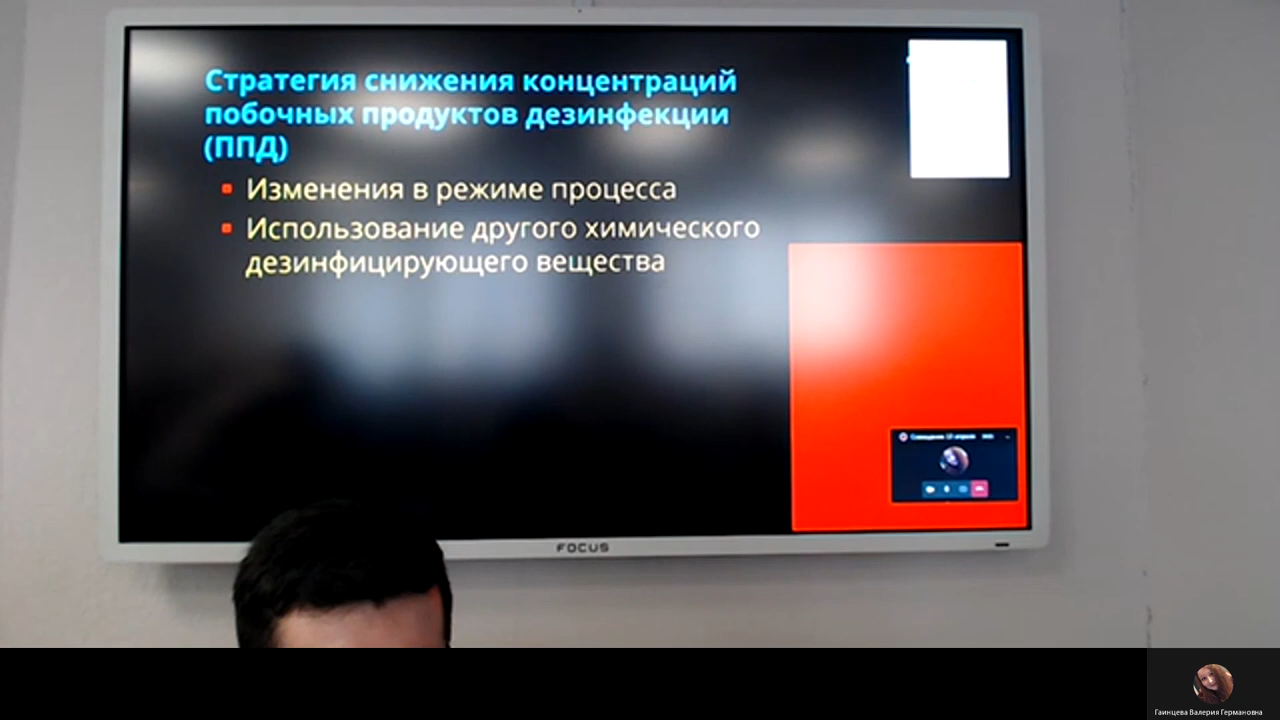 Стратегия снижения концентраций
побочных продуктов дезинфекции
(ППД)
Изменения в режиме процесса
Использование другого химического
дезинфицирующего вещества
FOCUS
Гаинцева Валерия Германовна